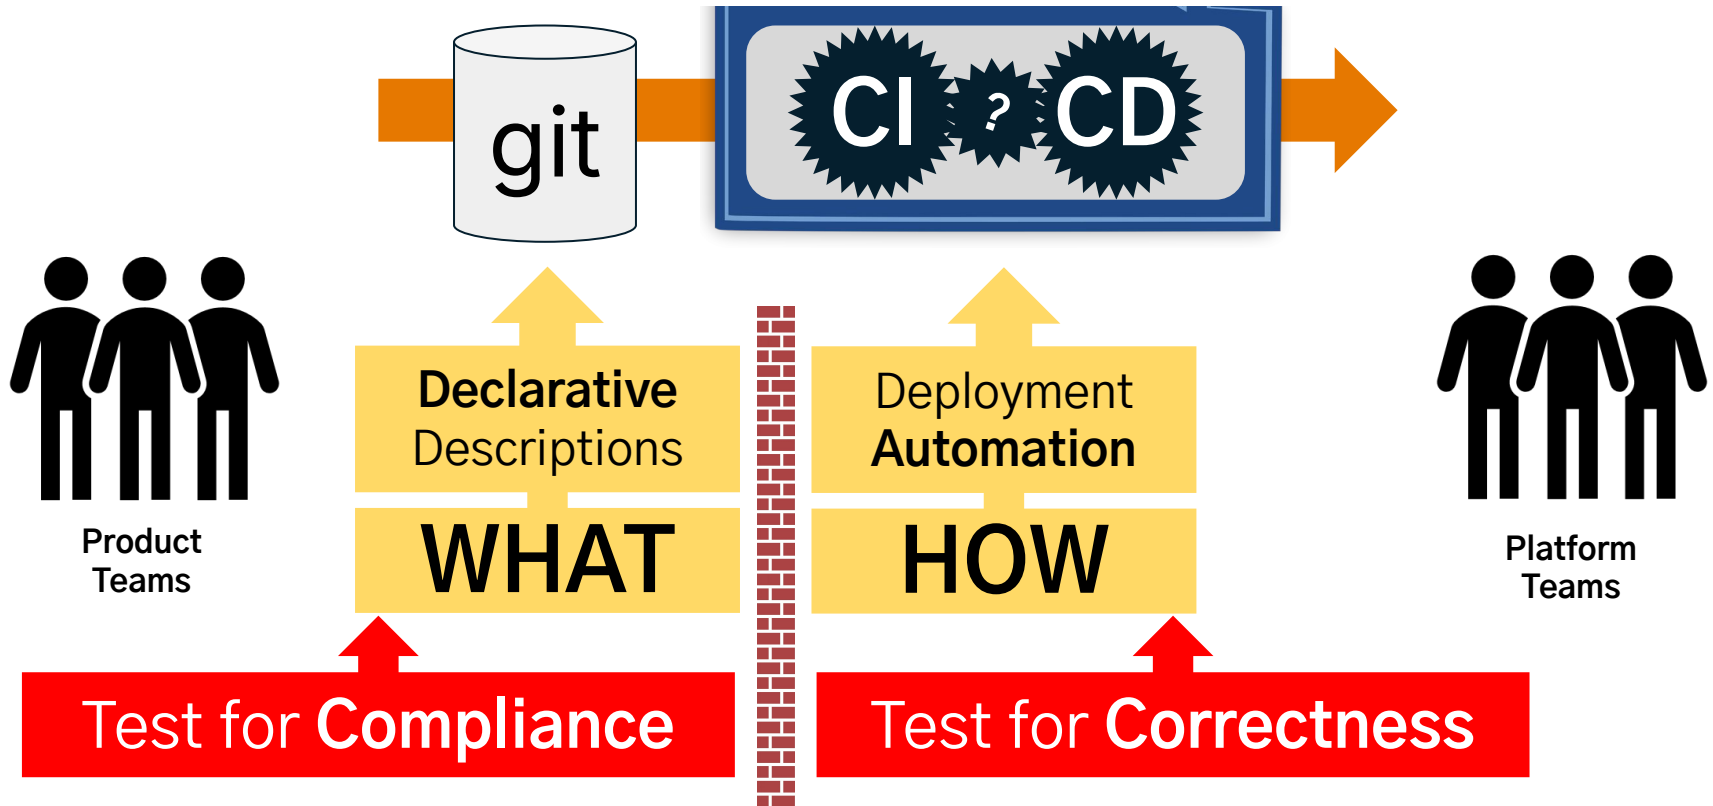 git
CI ? CD
Declarative
Descriptions
WHAT
Deployment
Automation
HOW
Product
Teams
Platform
Teams
Test for Compliance
Test for Correctness